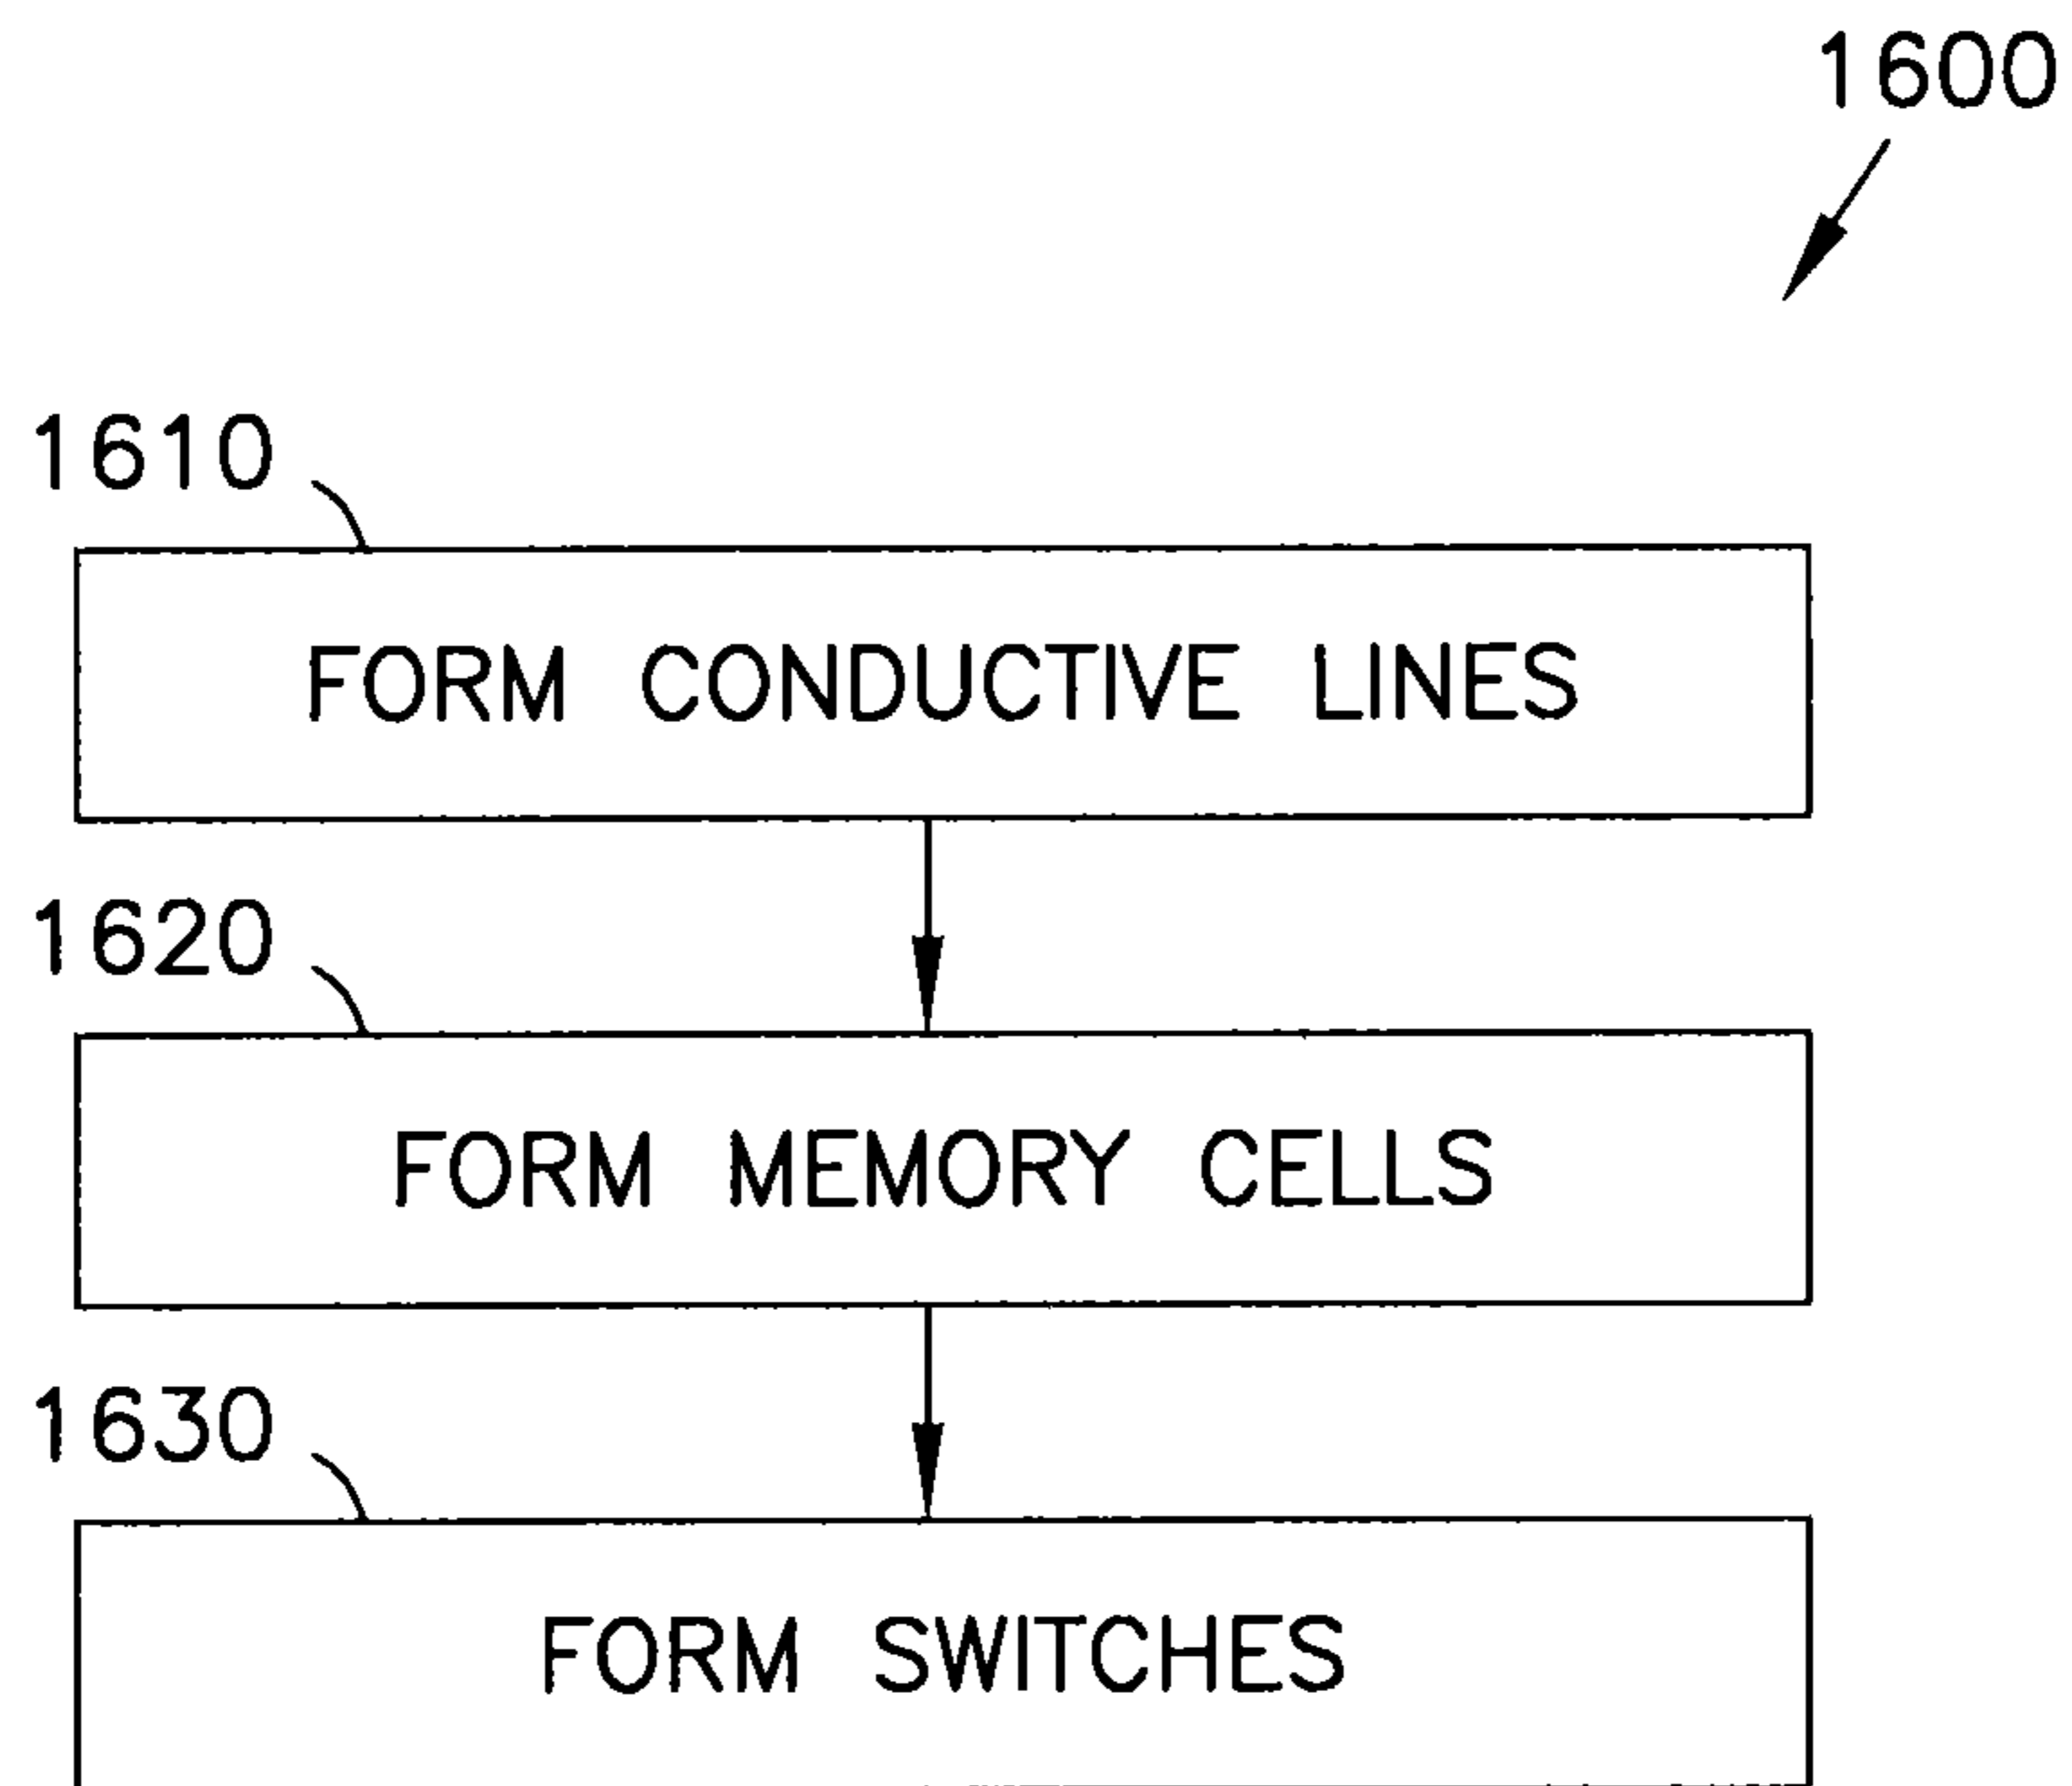 1600
1610
FORM CONDUCTIVE LINES
1620
FORM MEMORY CELLS
1630
FORM SWITCHES